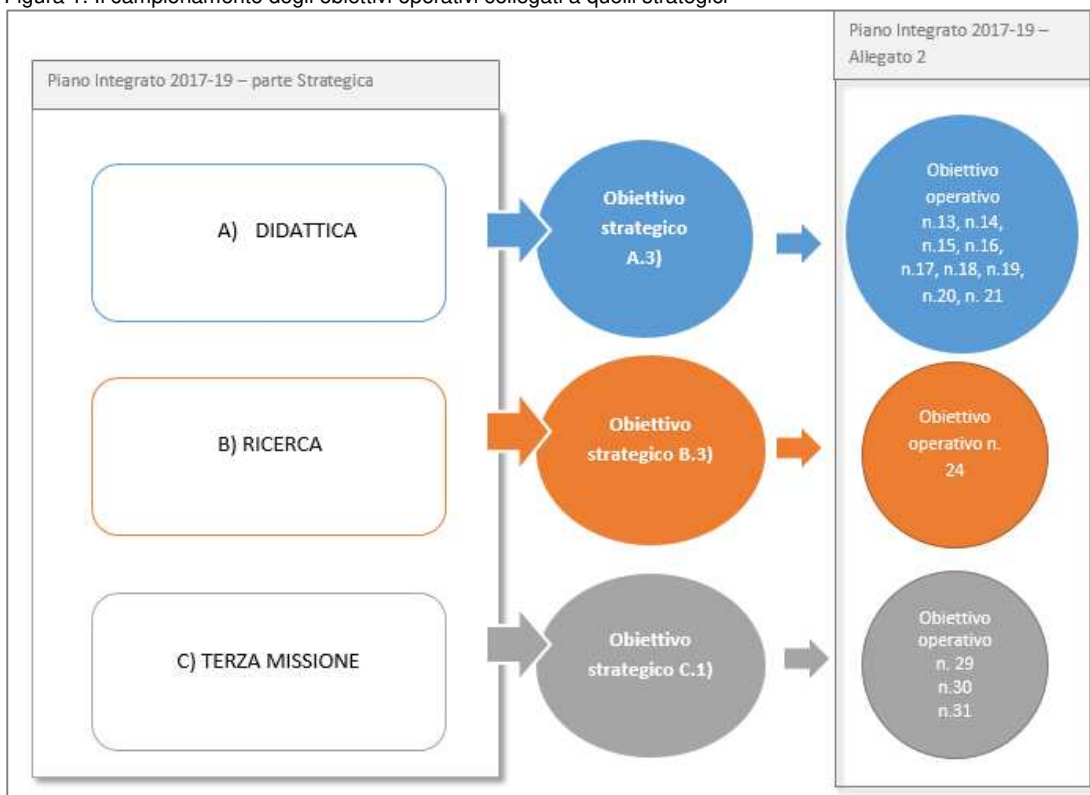 Figura 1: Il campionamento degli obiettivi operativi collegati a quelli strategici
Piano Integrato 2017-19 – parte Strategica
Piano Integrato 2017-19 –
Allegato 2
A) DIDATTICA
Obiettivo
strategico
A.3)
Obiettivo
operativo
n.13, n.14,
n.15, n.16,
n.17, n.18, n.19,
n.20, n. 21
B) RICERCA
Obiettivo
strategico B.3)
Obiettivo
operativo n.
24
C) TERZA MISSIONE
Obiettivo
strategico C.1)
Obiettivo
operativo
n. 29
n.30
n.31